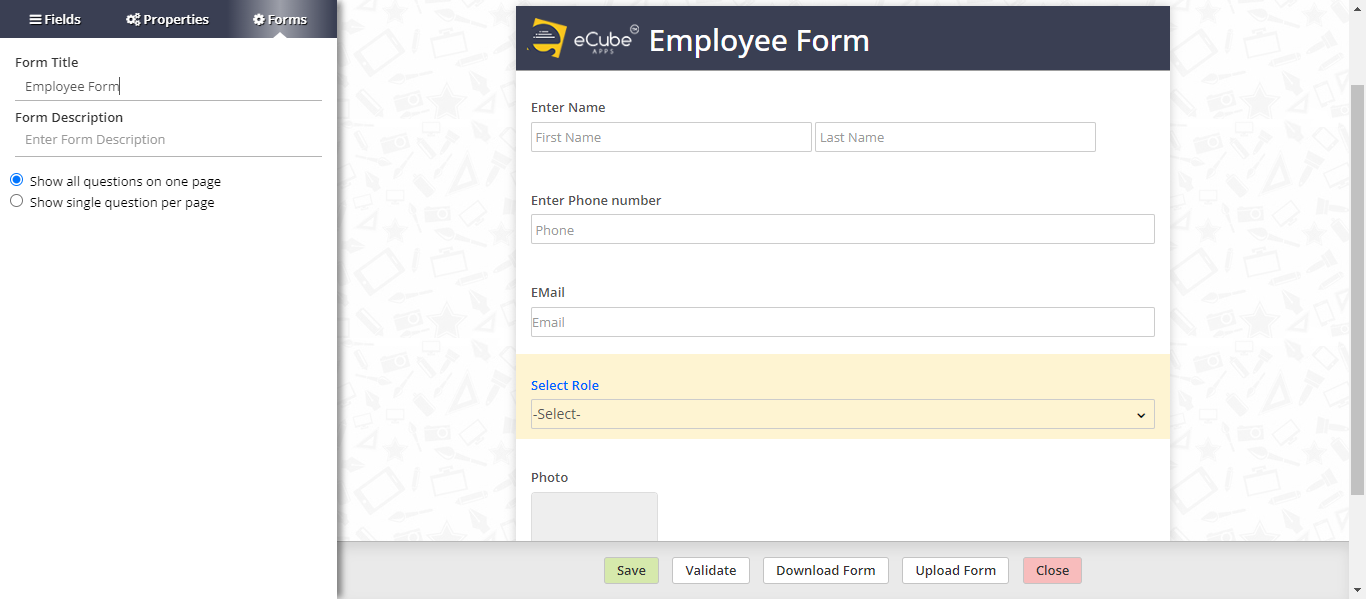 Fields Properties Forms
Form Title
Employee Form
Form Description
Enter Form Description
Show all questions on one page
Show single question per page
eCube
APPS
Employee Form
Enter Name
First Name Last Name
Enter Phone number
Phone
EMail
Email
Select Role
-Select-
Photo
Save Validate Download Form Upload Form Close